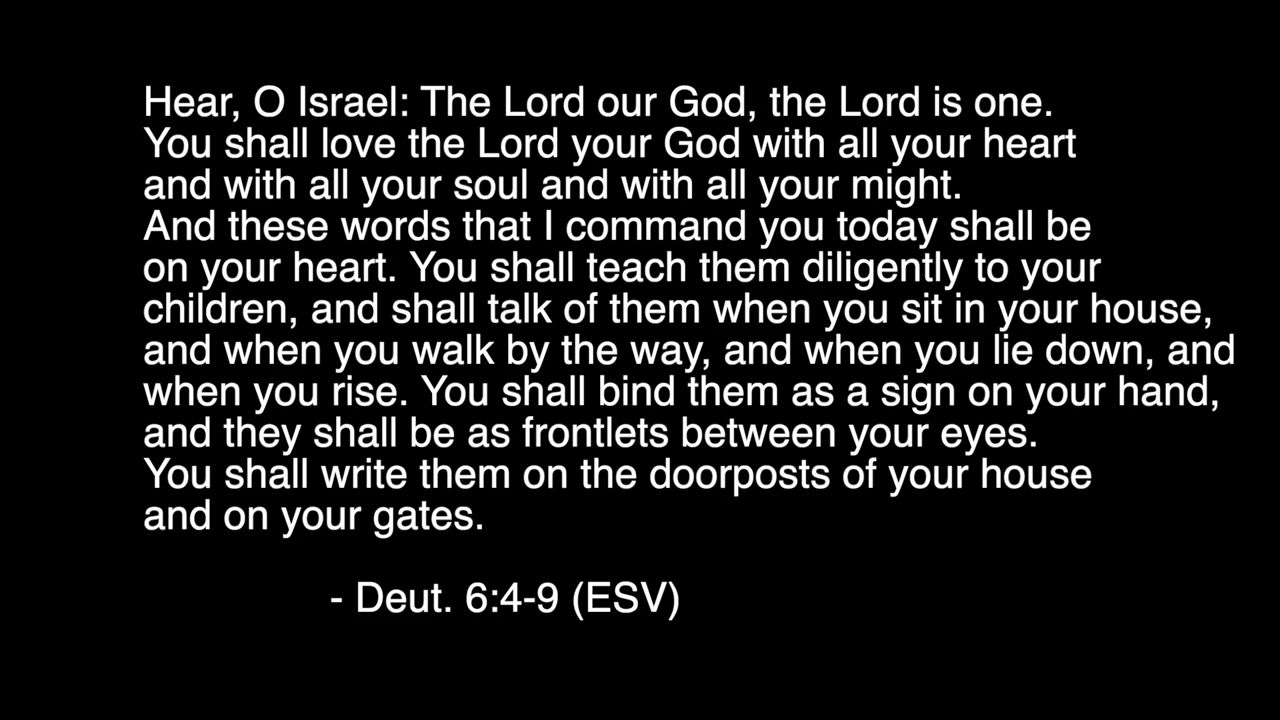 Hear, O Israel: The Lord our God, the Lord is one.
You shall love the Lord your God with all your heart
and with all your soul and with all your might.
And these words that I command you today shall be
on your heart. You shall teach them diligently to your
children, and shall talk of them when you sit in your house,
and when you walk by the way, and when you lie down, and
when you rise. You shall bind them as a sign on your hand,
and they shall be as frontlets between your eyes.
You shall write them on the doorposts of your house
and on your gates.
- Deut. 6:4-9 (ESV)